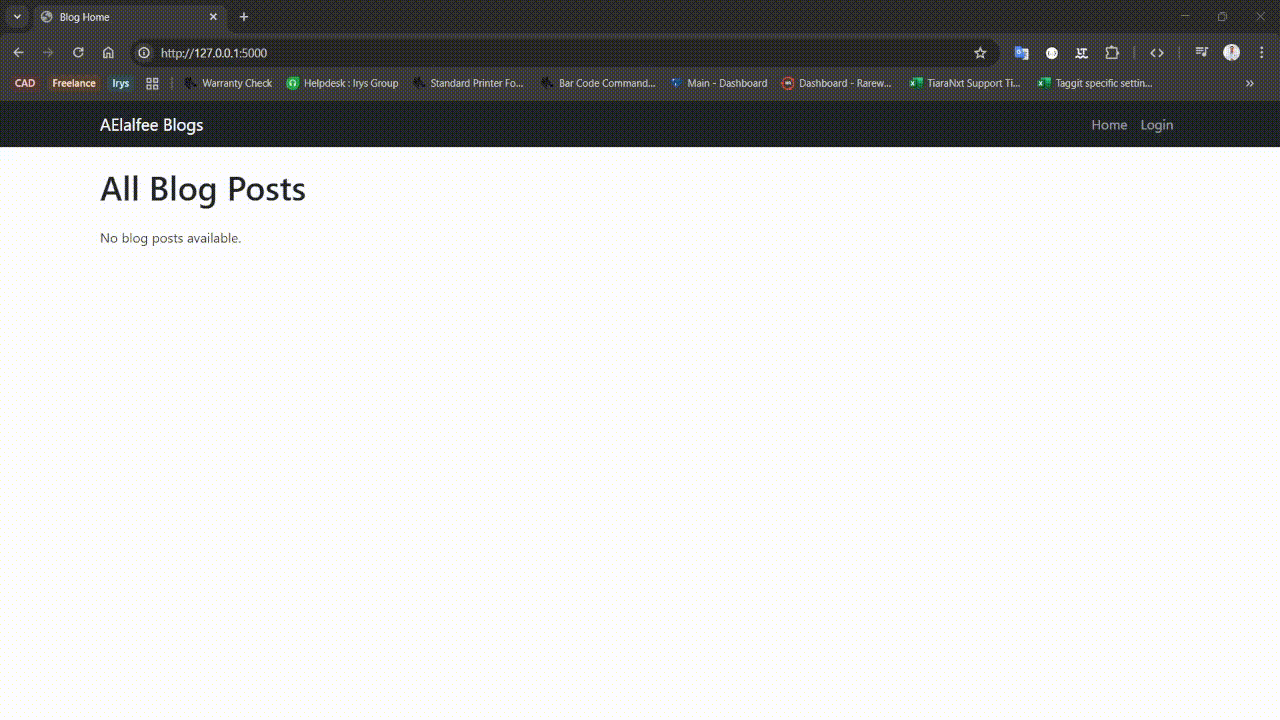 Blog Home
http://127.0.0.1:5000
CAD Freelance Irys Warranty Check Helpdesk : Irys Group Standard Printer Fo... Bar Code Command... Main - Dashboard Dashboard - Rarew... TiaraNxt Support Ti... Taggit specific settin...
AElalfee Blogs Home Login
All Blog Posts
No blog posts available.